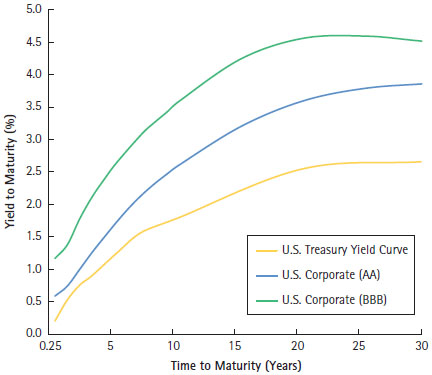 Yield to Maturity (%)
5.0
4.5
4.0
3.5
3.0
2.5
2.0
1.5
1.0
0.5
0.0
U.S. Treasury Yield Curve
U.S. Corporate (AA)
U.S. Corporate (BBB)
0.25 5 10 15 20 25 30
Time to Maturity (Years)